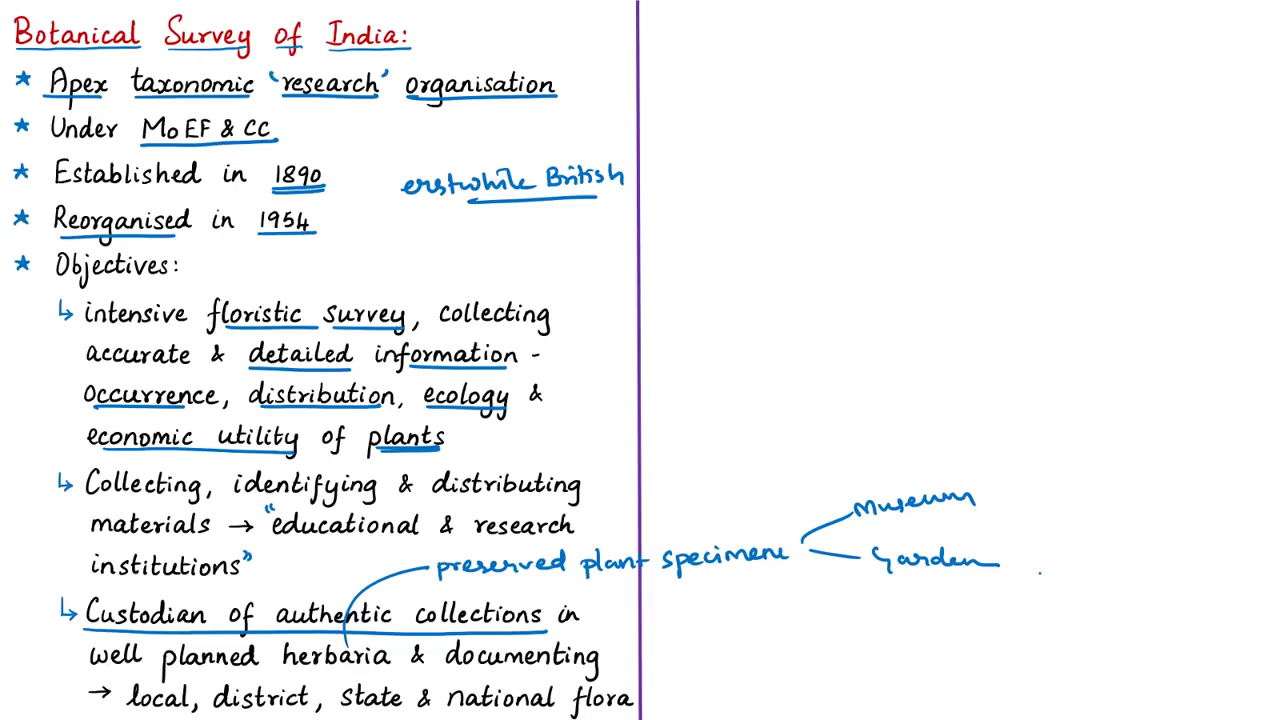 Botanical Survey of India:
* Apex taxonomic 'research' organisation
* Under MoEF & CC
* Established in 1890
erstwhile British
* Reorganised in 1954
* Objectives:
↳ intensive floristic survey, collecting
accurate & detailed information -
occurrence, distribution, ecology &
economic utility of plants
↳ Collecting, identifying & distributing
materials → "educational & research
institutions"
preserved plant specimens
Museum
Garden
↳ Custodian of authentic collections in
well planned herbaria & documenting
→ local, district, state & national flora